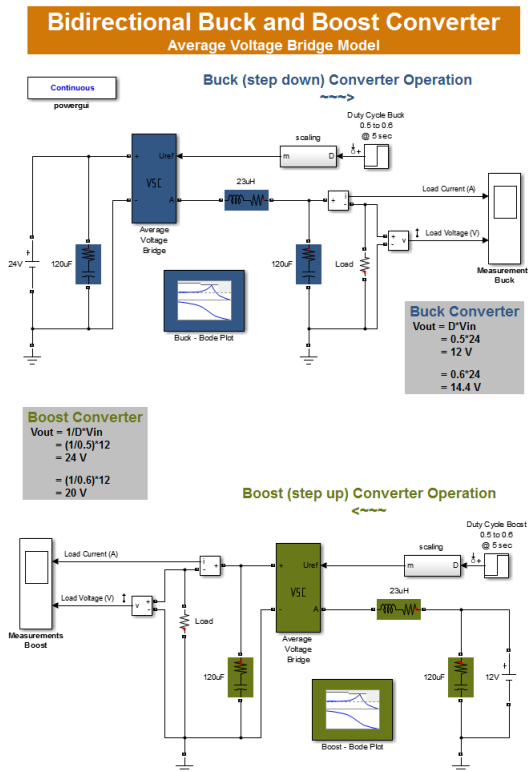 Bidirectional Buck and Boost Converter
Average Voltage Bridge Model
Buck (step down) Converter Operation
~~~>
Continuous
powergui
Duty Cycle Buck
0.5 to 0.6
@ 5 sec
scaling
m D
+ Uref
VSC
- A
Average
Voltage
Bridge
23uH
24V
120uF
120uF
Load
+ i
-
+
- v
Load Current (A)
Load Voltage (V)
Measurement
Buck
Buck - Bode Plot
Buck Converter
Vout = D*Vin
= 0.5*24
= 12 V
= 0.6*24
= 14.4 V
Boost Converter
Vout = 1/D*Vin
= (1/0.5)*12
= 24 V
= (1/0.6)*12
= 20 V
Boost (step up) Converter Operation
<~~~
Duty Cycle Boost
0.5 to 0.6
@ 5 sec
scaling
m D
+ Uref
VSC
- A
Average
Voltage
Bridge
23uH
Load Current (A)
Load Voltage (V)
i +
-
+
v -
Measurements
Boost
Load
120uF
120uF
12V
Boost - Bode Plot